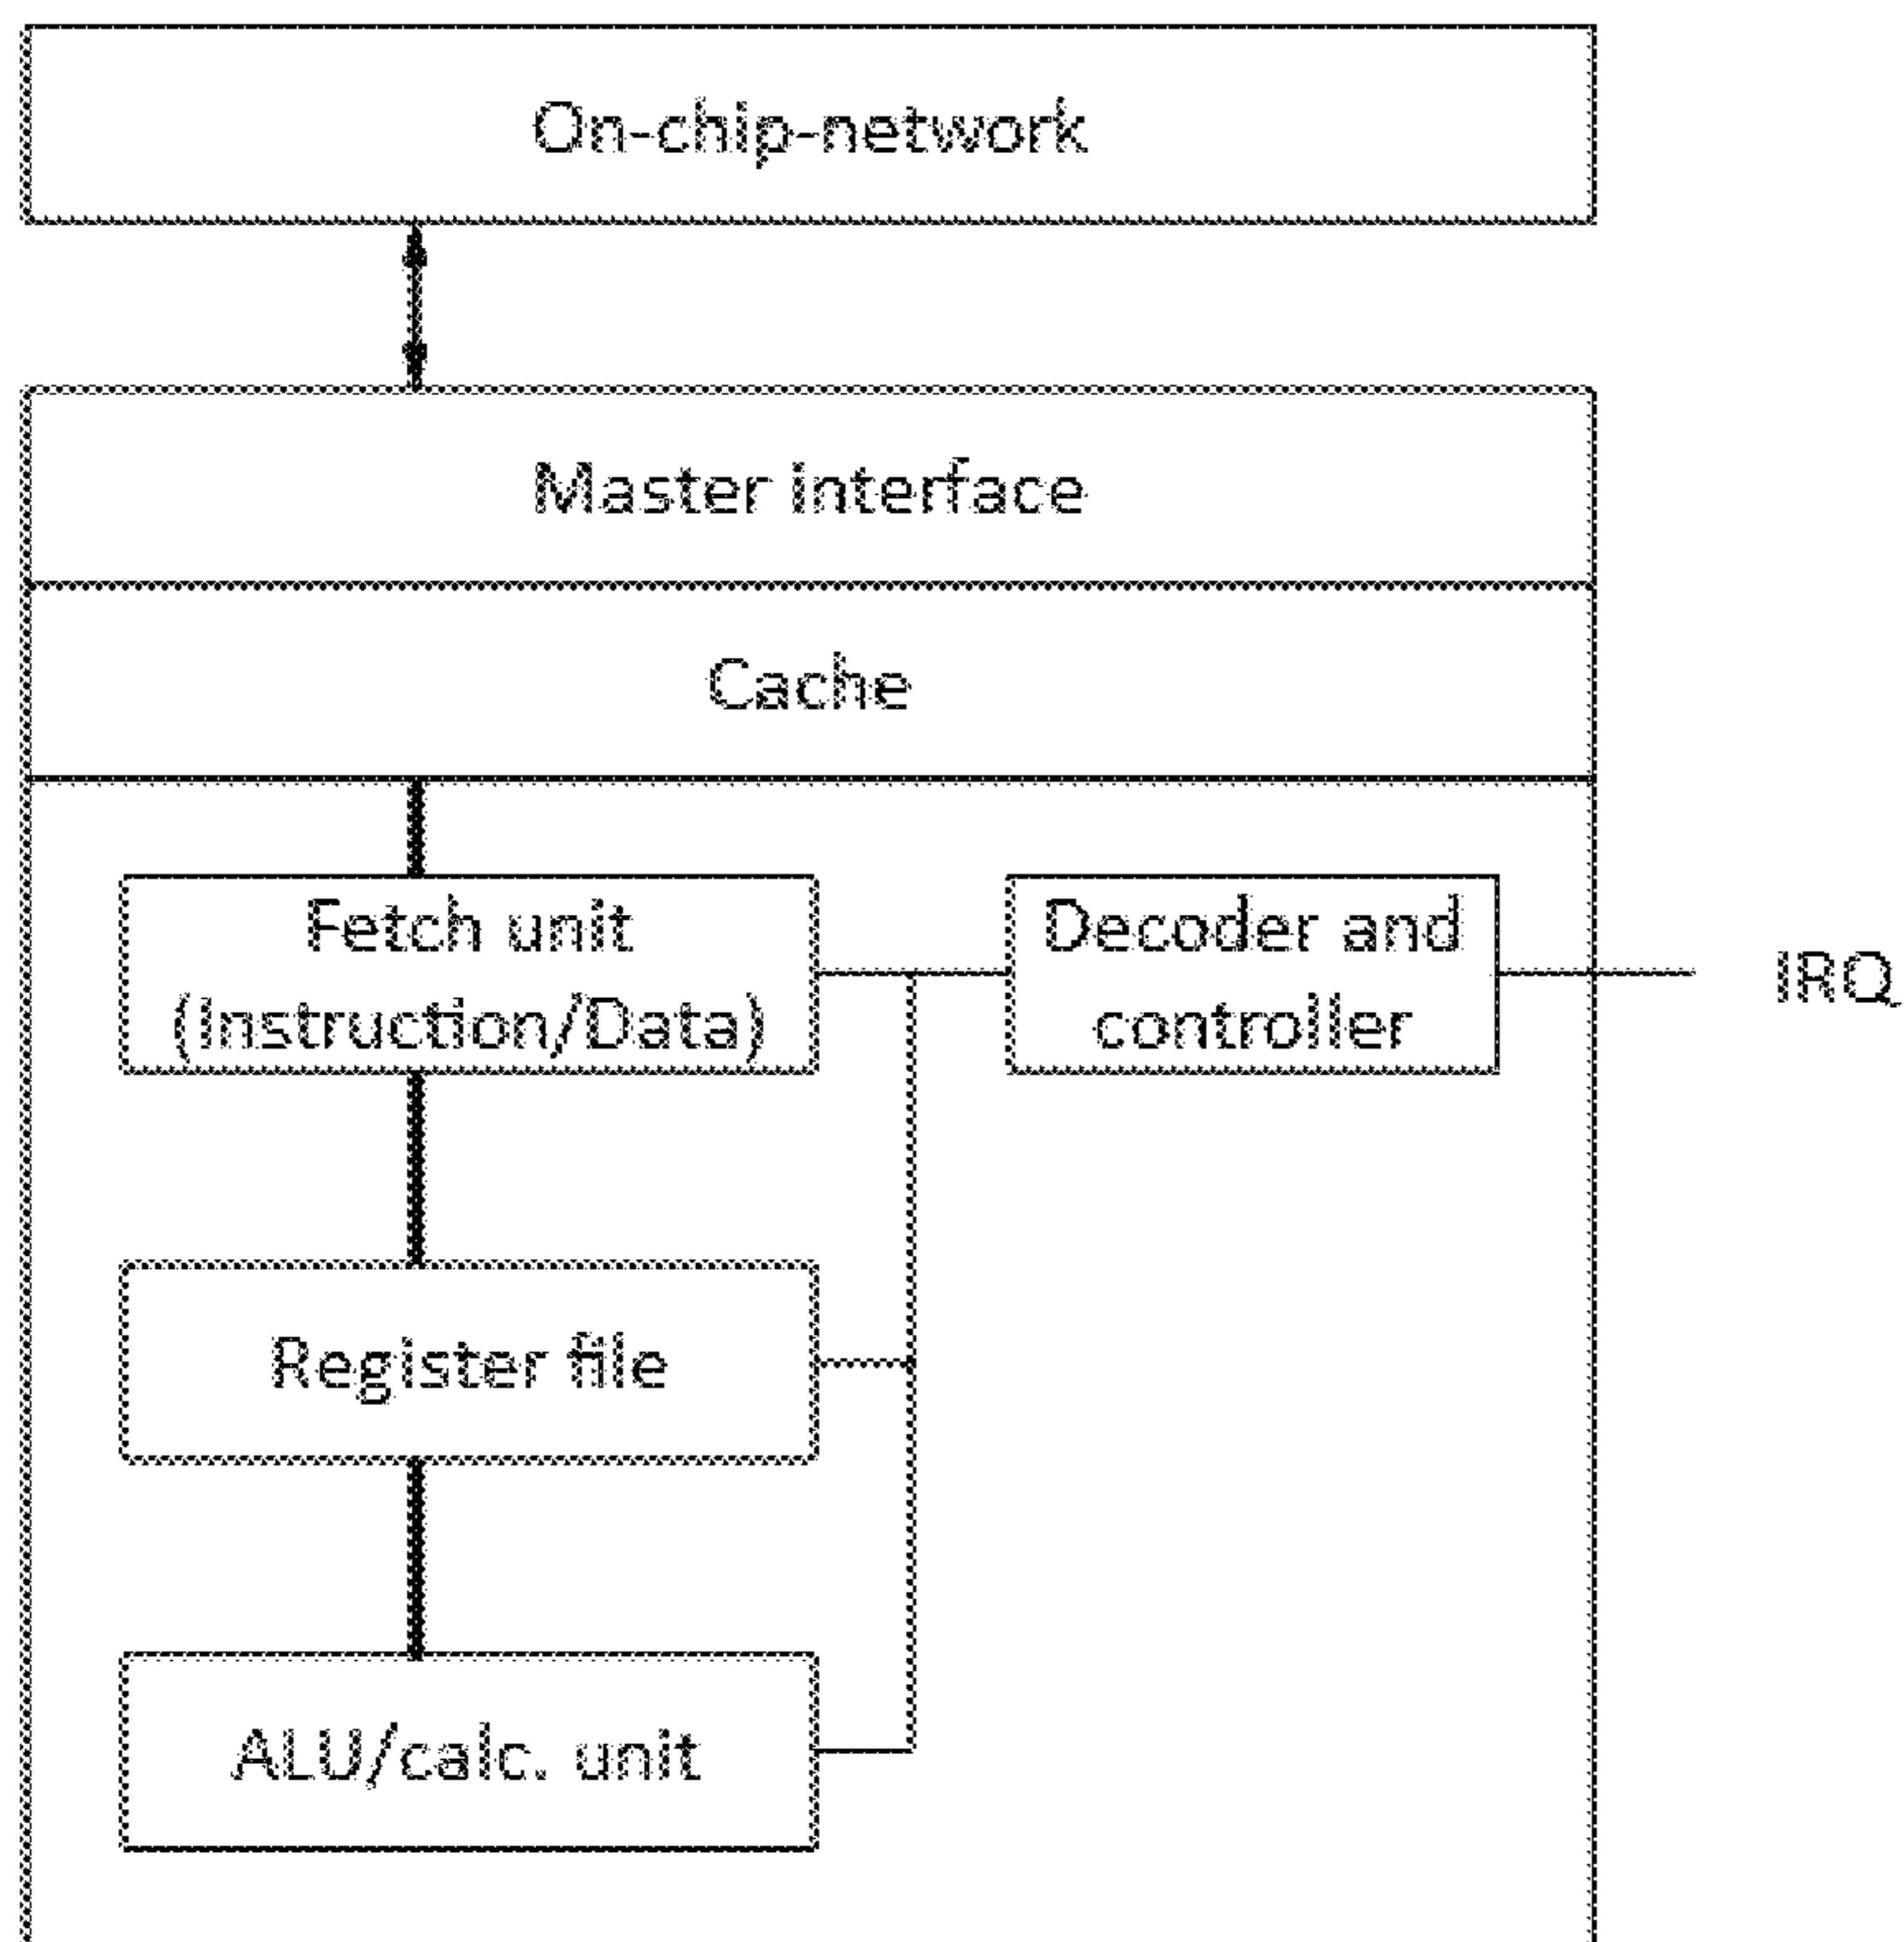 On-chip-network
Master interface
Cache
Fetch unit
(Instruction/Data)
Decoder and
controller
IRQ
Register file
ALU/calc. unit